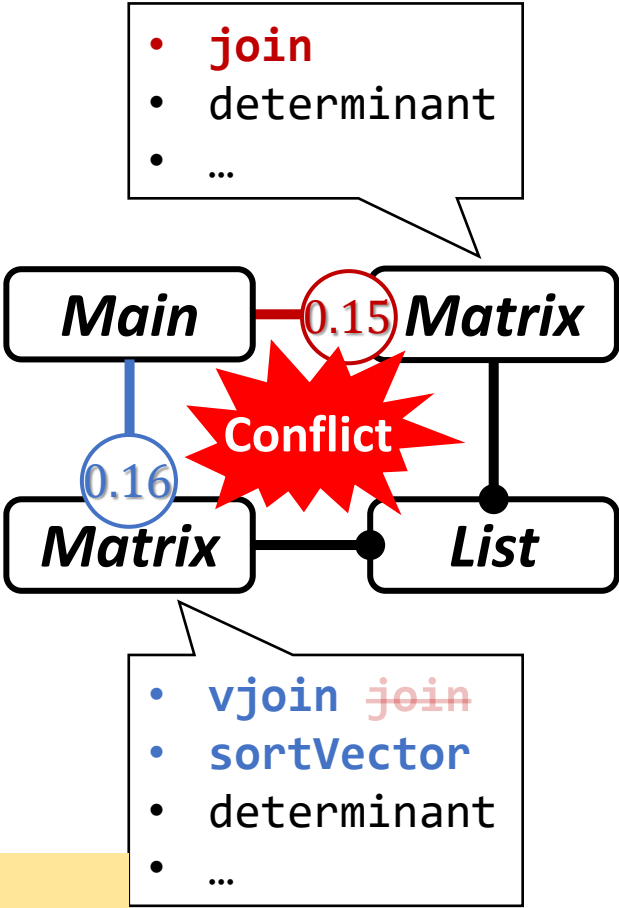 • join
• determinant
• …
Main 0.15 Matrix
Conflict
0.16
Matrix List
• vjoin join
• sortVector
• determinant
• …